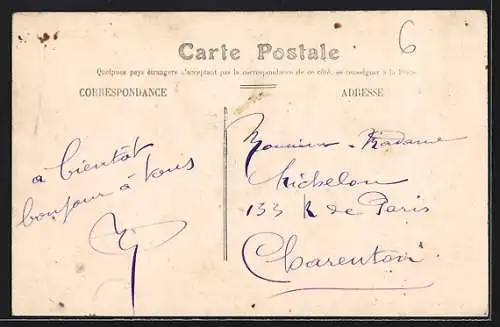 6
Carte Postale
Quelques pays étrangers n'acceptant pas la correspondance de ce côté, se renseigner à la Poste
CORRESPONDANCE
ADRESSE
a bientôt
bonjour à tous
Monsieur - Madame
Michelon
133 R de Paris
Charenton